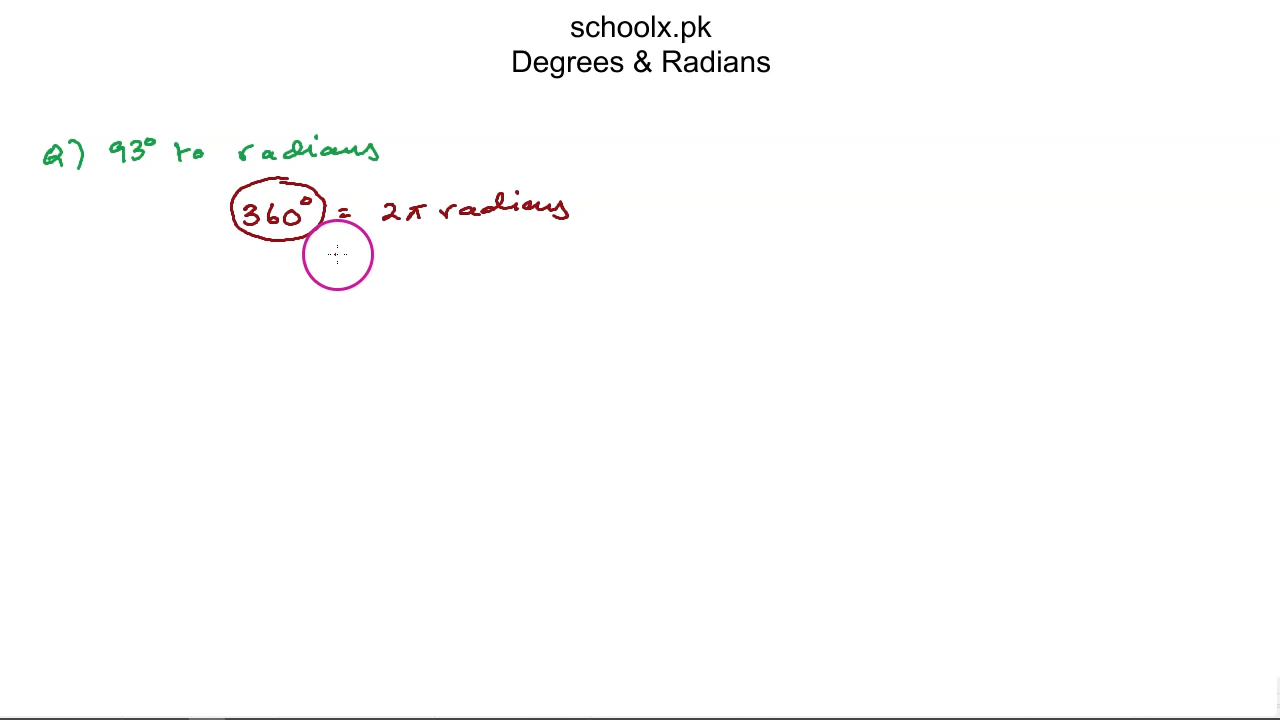 schoolx.pk
Degrees & Radians
Q) 93° to radians
360° = 2π radians